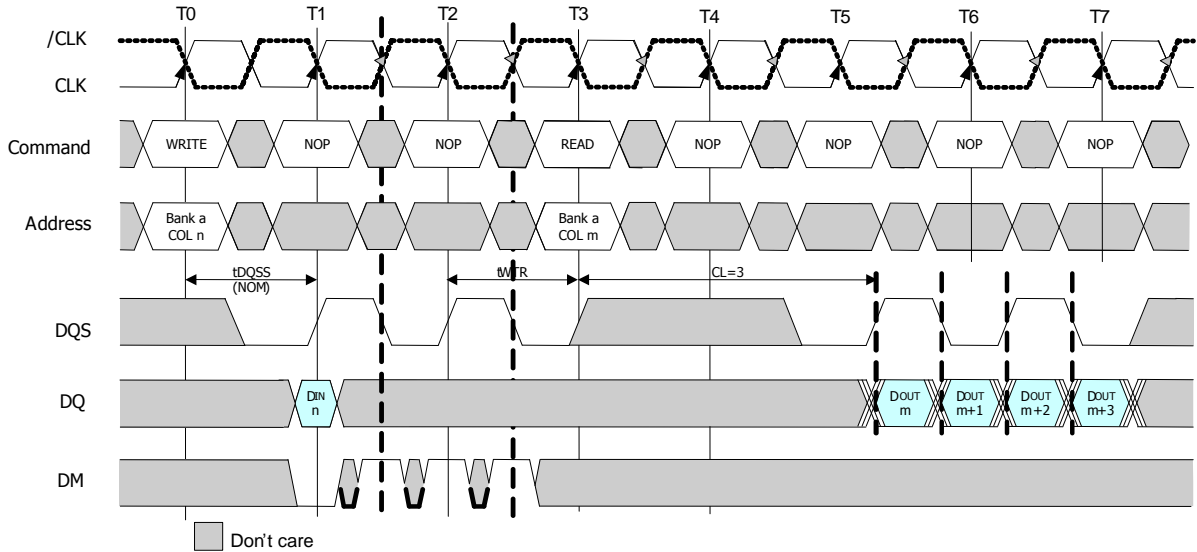 T0 T1 T2 T3 T4 T5 T6 T7
/CLK
CLK
Command WRITE NOP NOP READ NOP NOP NOP NOP
Address
Bank a
COL n
Bank a
COL m
tDQSS
(NOM)
tWTR
CL=3
DQS
DQ
DIN
n
DOUT
m
DOUT
m+1
DOUT
m+2
DOUT
m+3
DM
Don't care